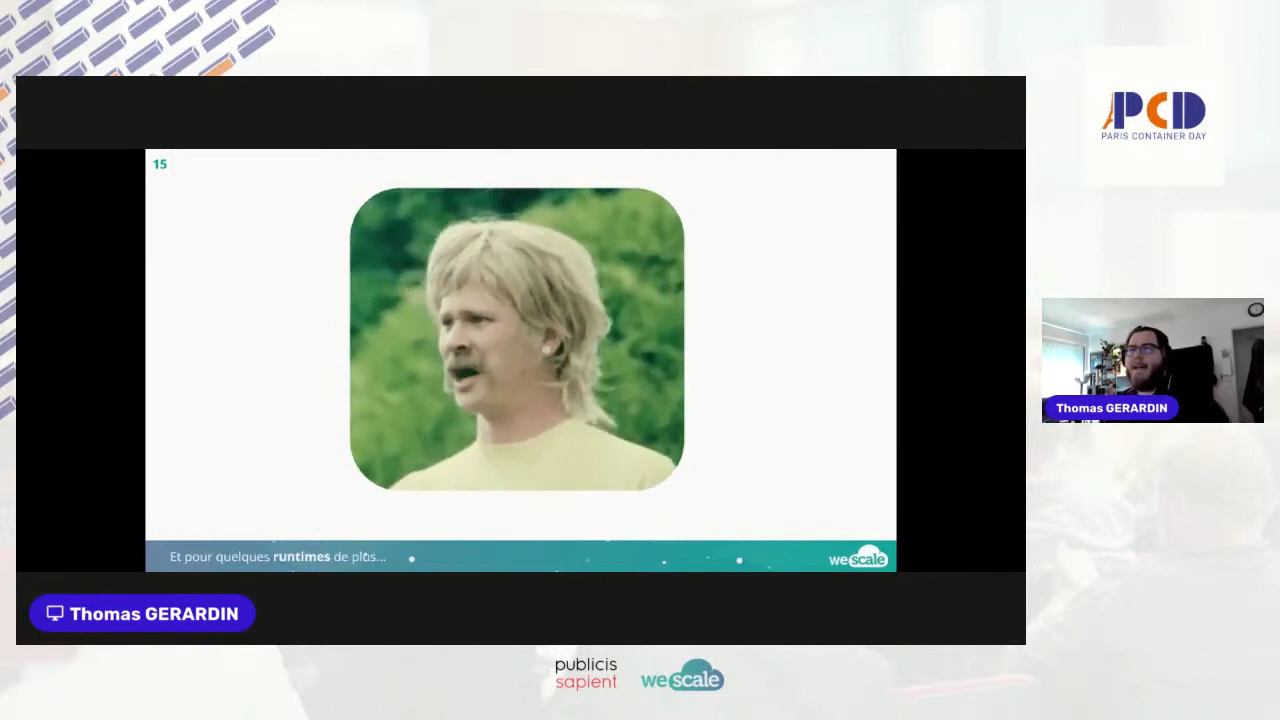 PCD
PARIS CONTAINER DAY
15
Thomas GERARDIN
Et pour quelques runtimes de plus...
wescale
Thomas GERARDIN
publicis
sapient
wescale